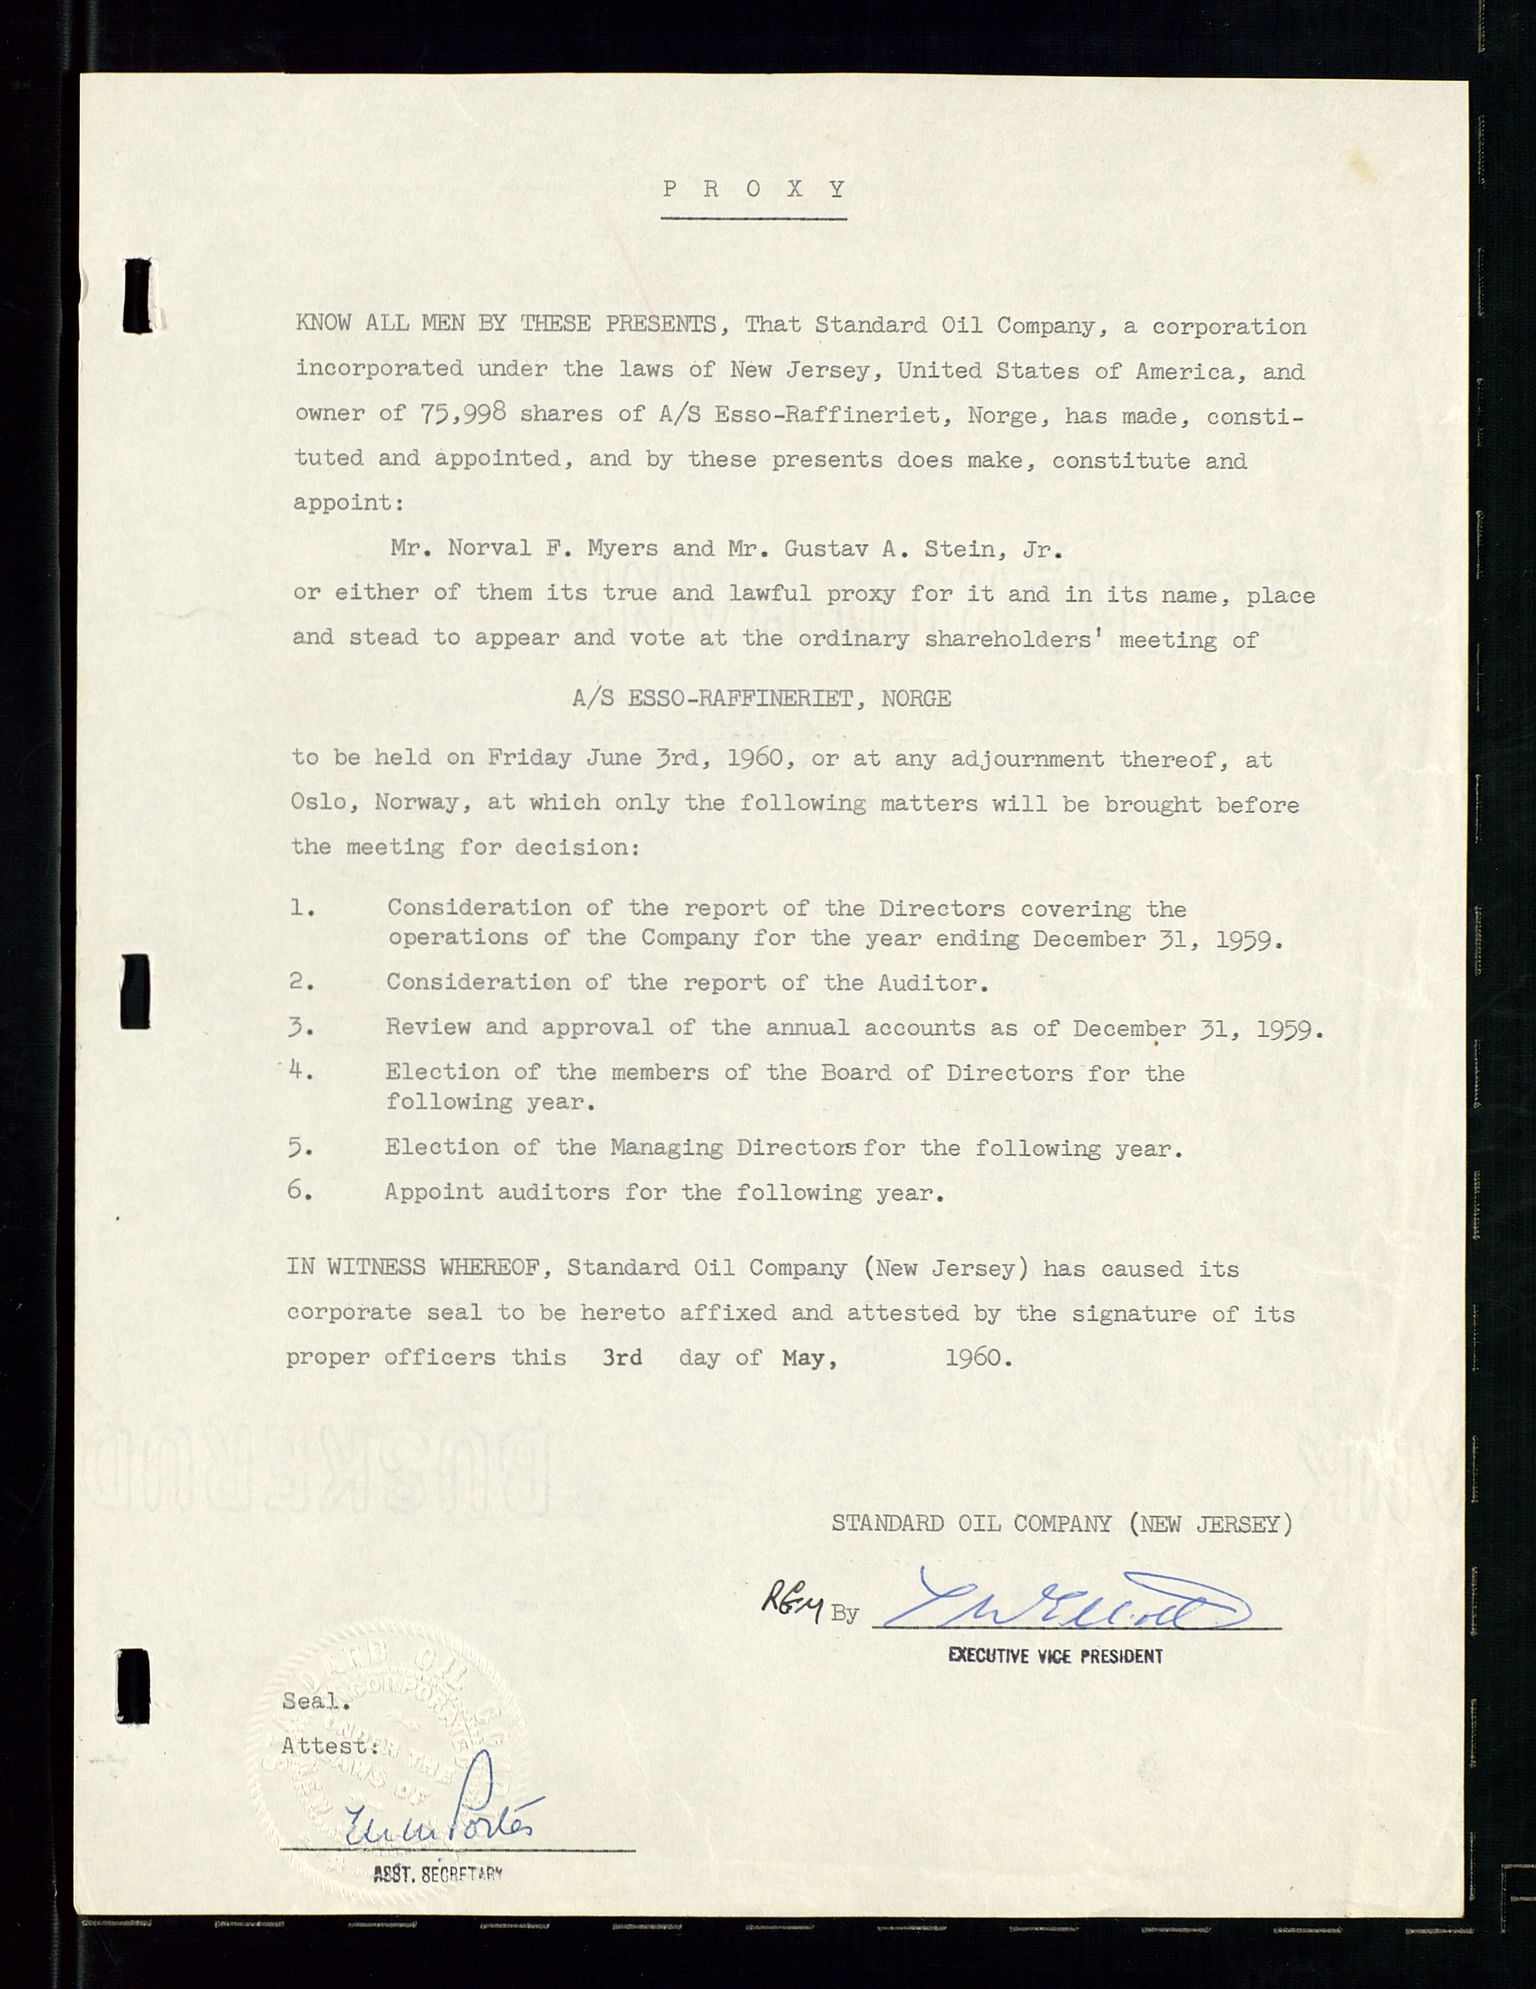 P R O X Y
KNOW ALL MEN BY THESE PRESENTS, That Standard Oil Company, a corporation
incorporated under the laws of New Jersey, United States of America, and
owner of 75,998 shares of A/S Esso-Raffineriet, Norge, has made, consti-
tuted and appointed, and by these presents does make, constitute and
appoint:
Mr. Norval F. Myers and Mr. Gustav A. Stein, Jr.
or either of them its true and lawful proxy for it and in its name, place
and stead to appear and vote at the ordinary shareholders' meeting of
A/S ESSO-RAFFINERIET, NORGE
to be held on Friday June 3rd, 1960, or at any adjournment thereof, at
Oslo, Norway, at which only the following matters will be brought before
the meeting for decision:
1. Consideration of the report of the Directors covering the
operations of the Company for the year ending December 31, 1959.
2. Consideration of the report of the Auditor.
3. Review and approval of the annual accounts as of December 31, 1959.
4. Election of the members of the Board of Directors for the
following year.
5. Election of the Managing Directors for the following year.
6. Appoint auditors for the following year.
IN WITNESS WHEREOF, Standard Oil Company (New Jersey) has caused its
corporate seal to be hereto affixed and attested by the signature of its
proper officers this 3rd day of May, 1960.
STANDARD OIL COMPANY (NEW JERSEY)
By
EXECUTIVE VICE PRESIDENT
Seal.
Attest:
ASST. SECRETARY